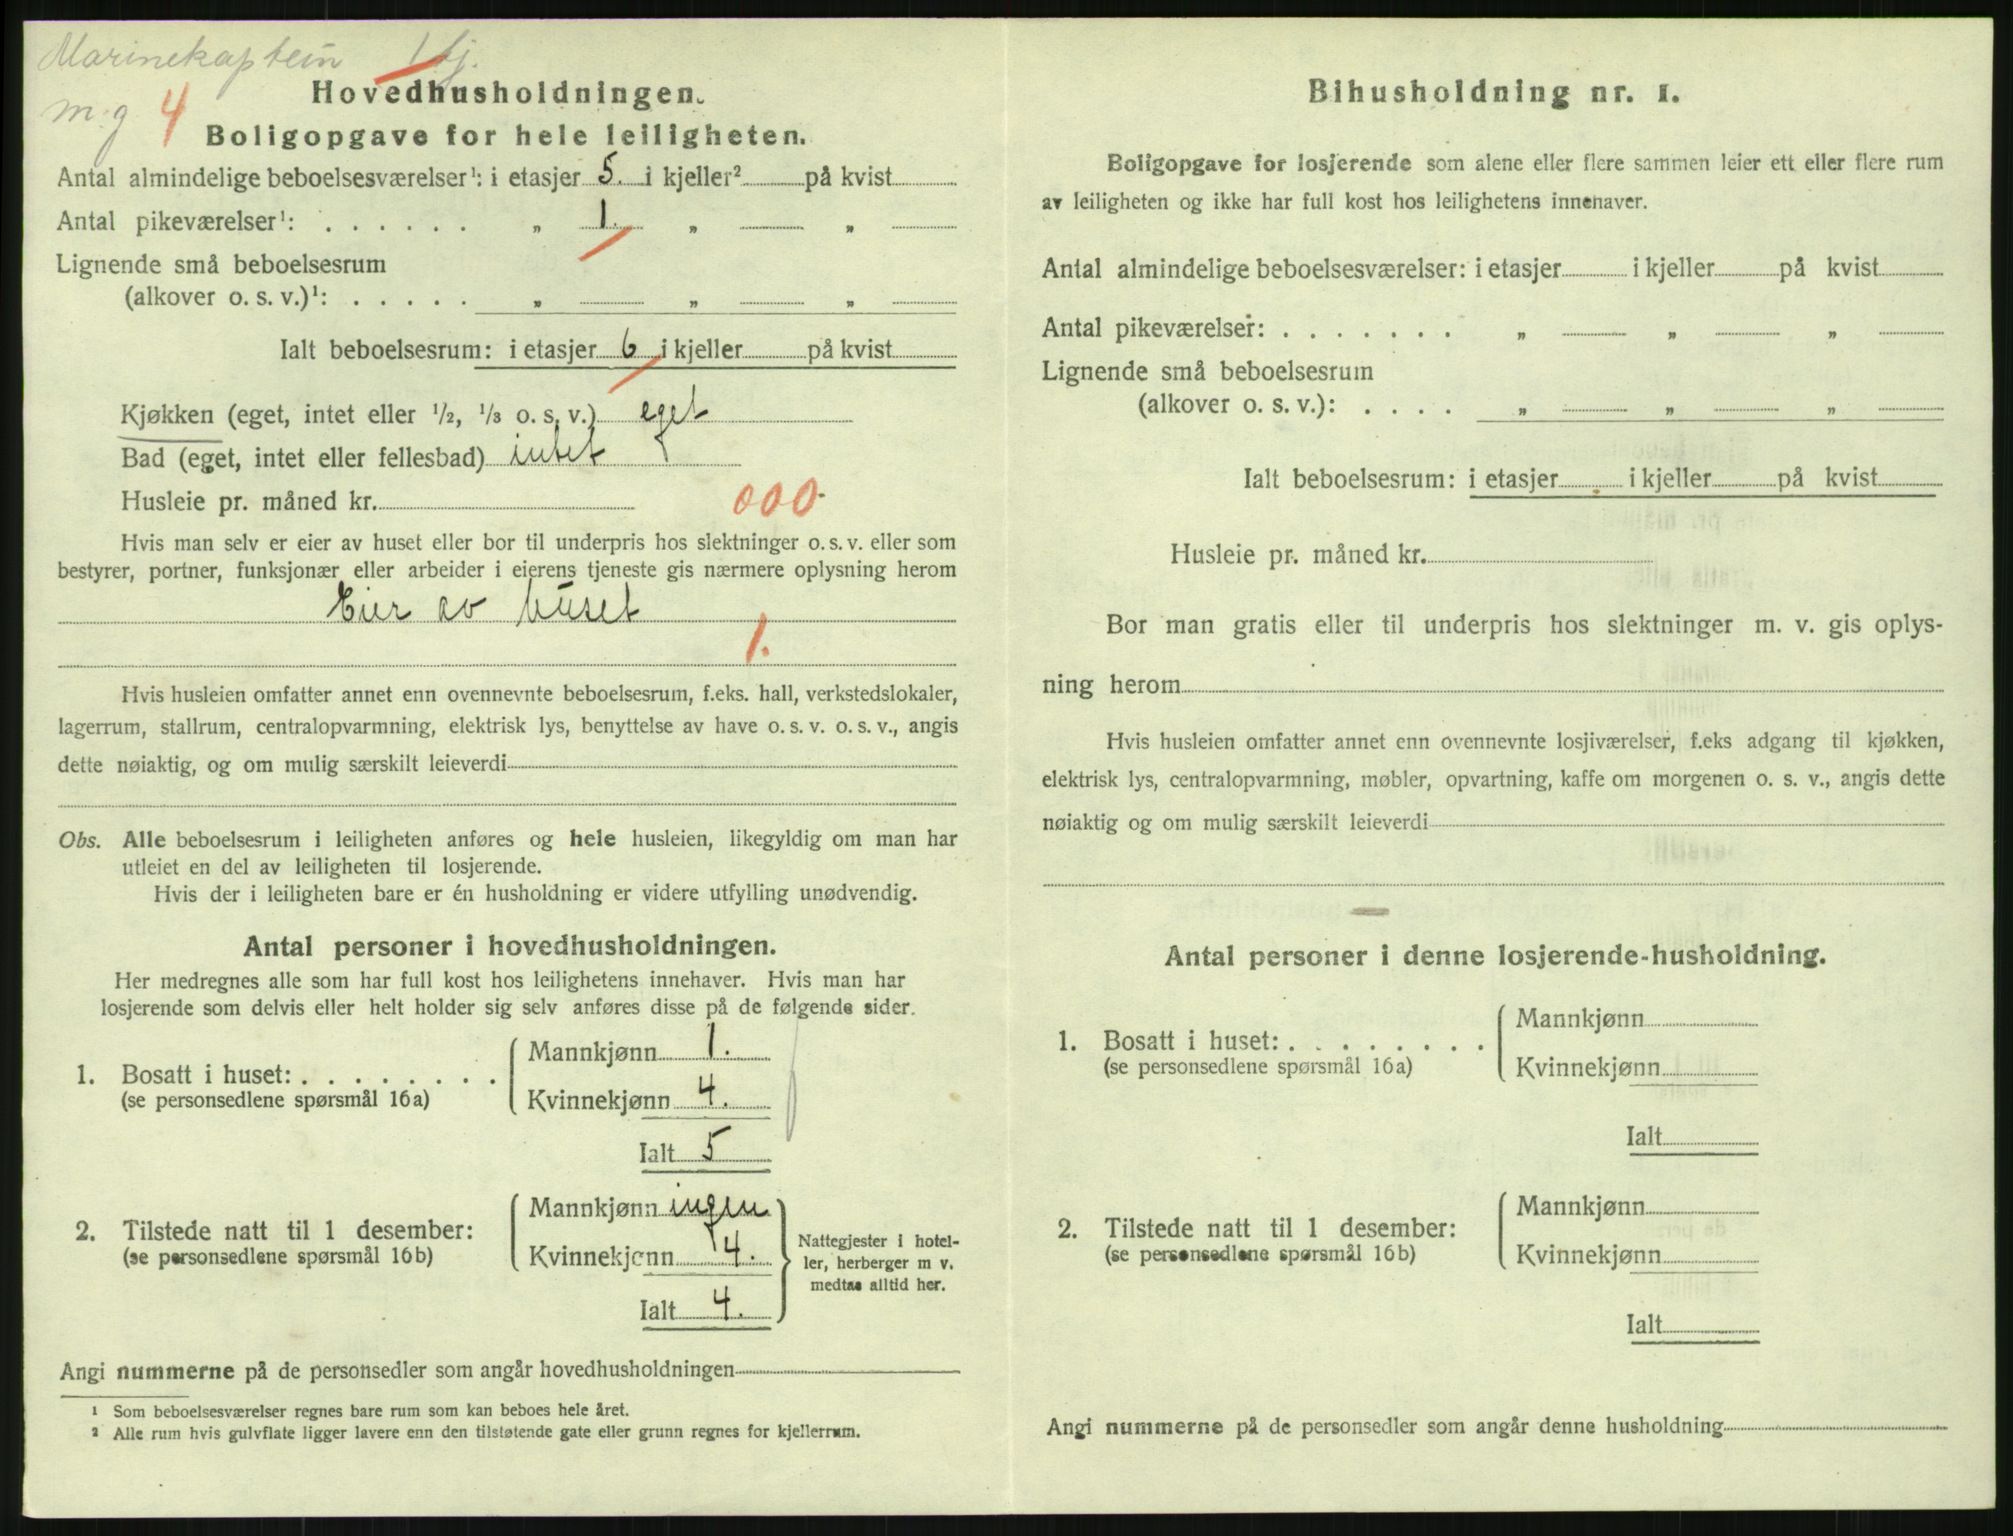 Marinekaptein
m.g 4
Hovedhusholdningen.
Boligopgave for hele leiligheten.
Antal almindelige beboelsesværelser¹: i etasjer 5. i kjeller² på kvist
Antal pikeværelser¹: . . . . . . „ 1. „ „
Lignende små beboelsesrum
(alkover o. s. v.)¹: . . . . . „ „ „
Ialt beboelsesrum: i etasjer 6 i kjeller på kvist
Kjøkken (eget, intet eller ½, ⅓ o. s. v.) eget
Bad (eget, intet eller fellesbad) intet
Husleie pr. måned kr. 000
Hvis man selv er eier av huset eller bor til underpris hos slektninger o. s. v. eller som
bestyrer, portner, funksjonær eller arbeider i eierens tjeneste gis nærmere oplysning herom
Eier av huset
1.
Hvis husleien omfatter annet enn ovennevnte beboelsesrum, f.eks. hall, verkstedslokaler,
lagerrum, stallrum, centralopvarmning, elektrisk lys, benyttelse av have o. s. v. o. s. v., angis
dette nøiaktig, og om mulig særskilt leieverdi
Obs. Alle beboelsesrum i leiligheten anføres og hele husleien, likegyldig om man har
utleiet en del av leiligheten til losjerende.
Hvis der i leiligheten bare er én husholdning er videre utfylling unødvendig.
Antal personer i hovedhusholdningen.
Her medregnes alle som har full kost hos leilighetens innehaver. Hvis man har
losjerende som delvis eller helt holder sig selv anføres disse på de følgende sider.
1. Bosatt i huset: . . . . . . . .
(se personsedlene spørsmål 16a)
Mannkjønn 1.
Kvinnekjønn 4.
Ialt 5
2. Tilstede natt til 1 desember:
(se personsedlene spørsmål 16b)
Mannkjønn ingen
Kvinnekjønn 4.
Ialt 4.
Nattegjester i hotel-
ler, herberger m v.
medtas alltid her.
Angi nummerne på de personsedler som angår hovedhusholdningen
¹ Som beboelsesværelser regnes bare rum som kan beboes hele året.
² Alle rum hvis gulvflate ligger lavere enn den tilstøtende gate eller grunn regnes for kjellerrum.
Bihusholdning nr. 1.
Boligopgave for losjerende som alene eller flere sammen leier ett eller flere rum
av leiligheten og ikke har full kost hos leilighetens innehaver.
Antal almindelige beboelsesværelser: i etasjer i kjeller på kvist
Antal pikeværelser: . . . . . . . „ „ „
Lignende små beboelsesrum
(alkover o. s. v.): . . . . „ „ „
Ialt beboelsesrum: i etasjer i kjeller på kvist
Husleie pr. måned kr.
Bor man gratis eller til underpris hos slektninger m. v. gis oplys-
ning herom
Hvis husleien omfatter annet enn ovennevnte losjiværelser, f.eks adgang til kjøkken,
elektrisk lys, centralopvarmning, møbler, opvartning, kaffe om morgenen o. s. v., angis dette
nøiaktig og om mulig særskilt leieverdi
Antal personer i denne losjerende-husholdning.
1. Bosatt i huset: . . . . . . . .
(se personsedlene spørsmål 16a)
Mannkjønn
Kvinnekjønn
Ialt
2. Tilstede natt til 1 desember:
(se personsedlene spørsmål 16b)
Mannkjønn
Kvinnekjønn
Ialt
Angi nummerne på de personsedler som angår denne husholdning